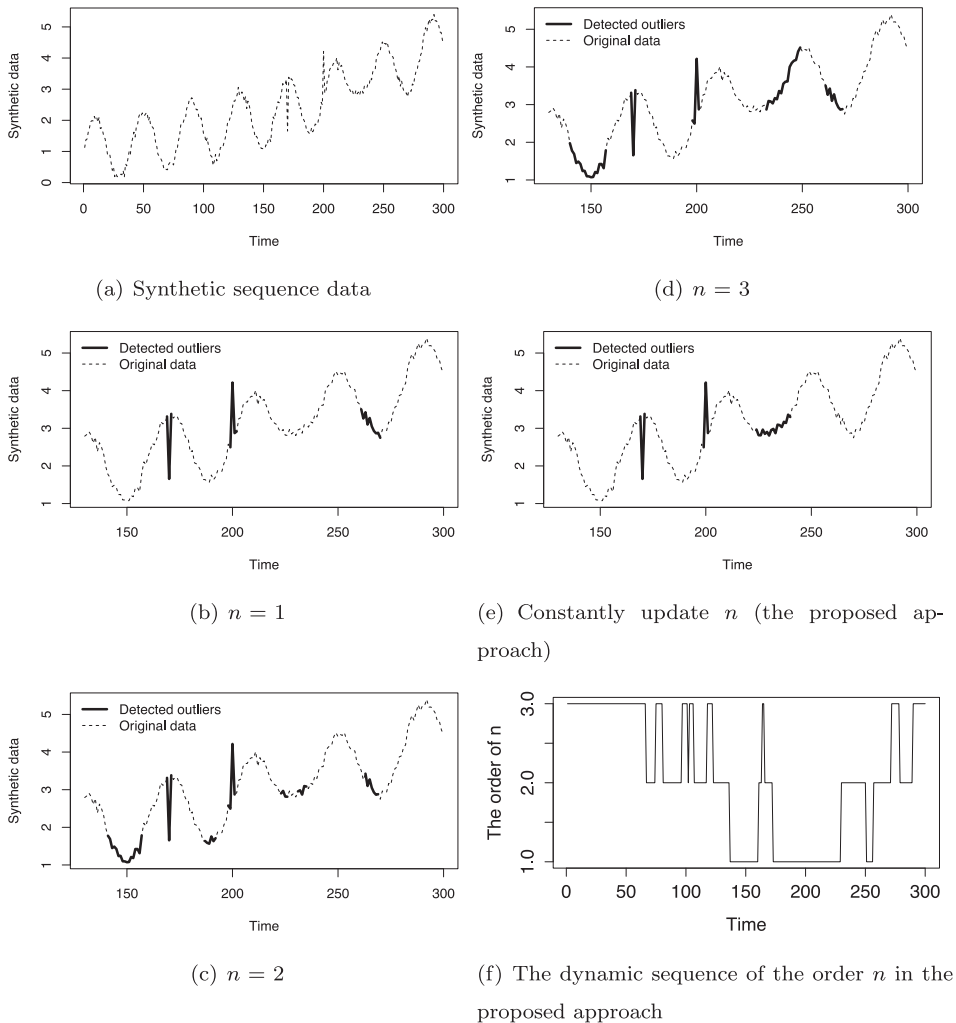 Synthetic data
5
4
3
2
1
0
0 50 100 150 200 250 300
Time
(a) Synthetic sequence data
Detected outliers
Original data
Synthetic data
5
4
3
2
1
150 200 250 300
Time
(d) n = 3
Detected outliers
Original data
Synthetic data
5
4
3
2
1
150 200 250 300
Time
(b) n = 1
Detected outliers
Original data
Synthetic data
5
4
3
2
1
150 200 250 300
Time
(e) Constantly update n (the proposed ap-
proach)
Detected outliers
Original data
Synthetic data
5
4
3
2
1
150 200 250 300
Time
(c) n = 2
The order of n
3.0
2.0
1.0
0 50 100 150 200 250 300
Time
(f) The dynamic sequence of the order n in the
proposed approach